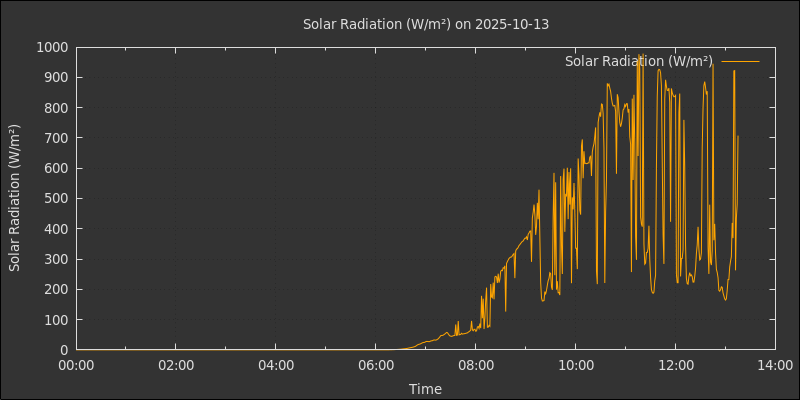 Solar Radiation (W/m²) on 2025-10-13
Solar Radiation (W/m²)
Solar Radiation (W/m²)
1000
900
800
700
600
500
400
300
200
100
0
00:00 02:00 04:00 06:00 08:00 10:00 12:00 14:00
Time